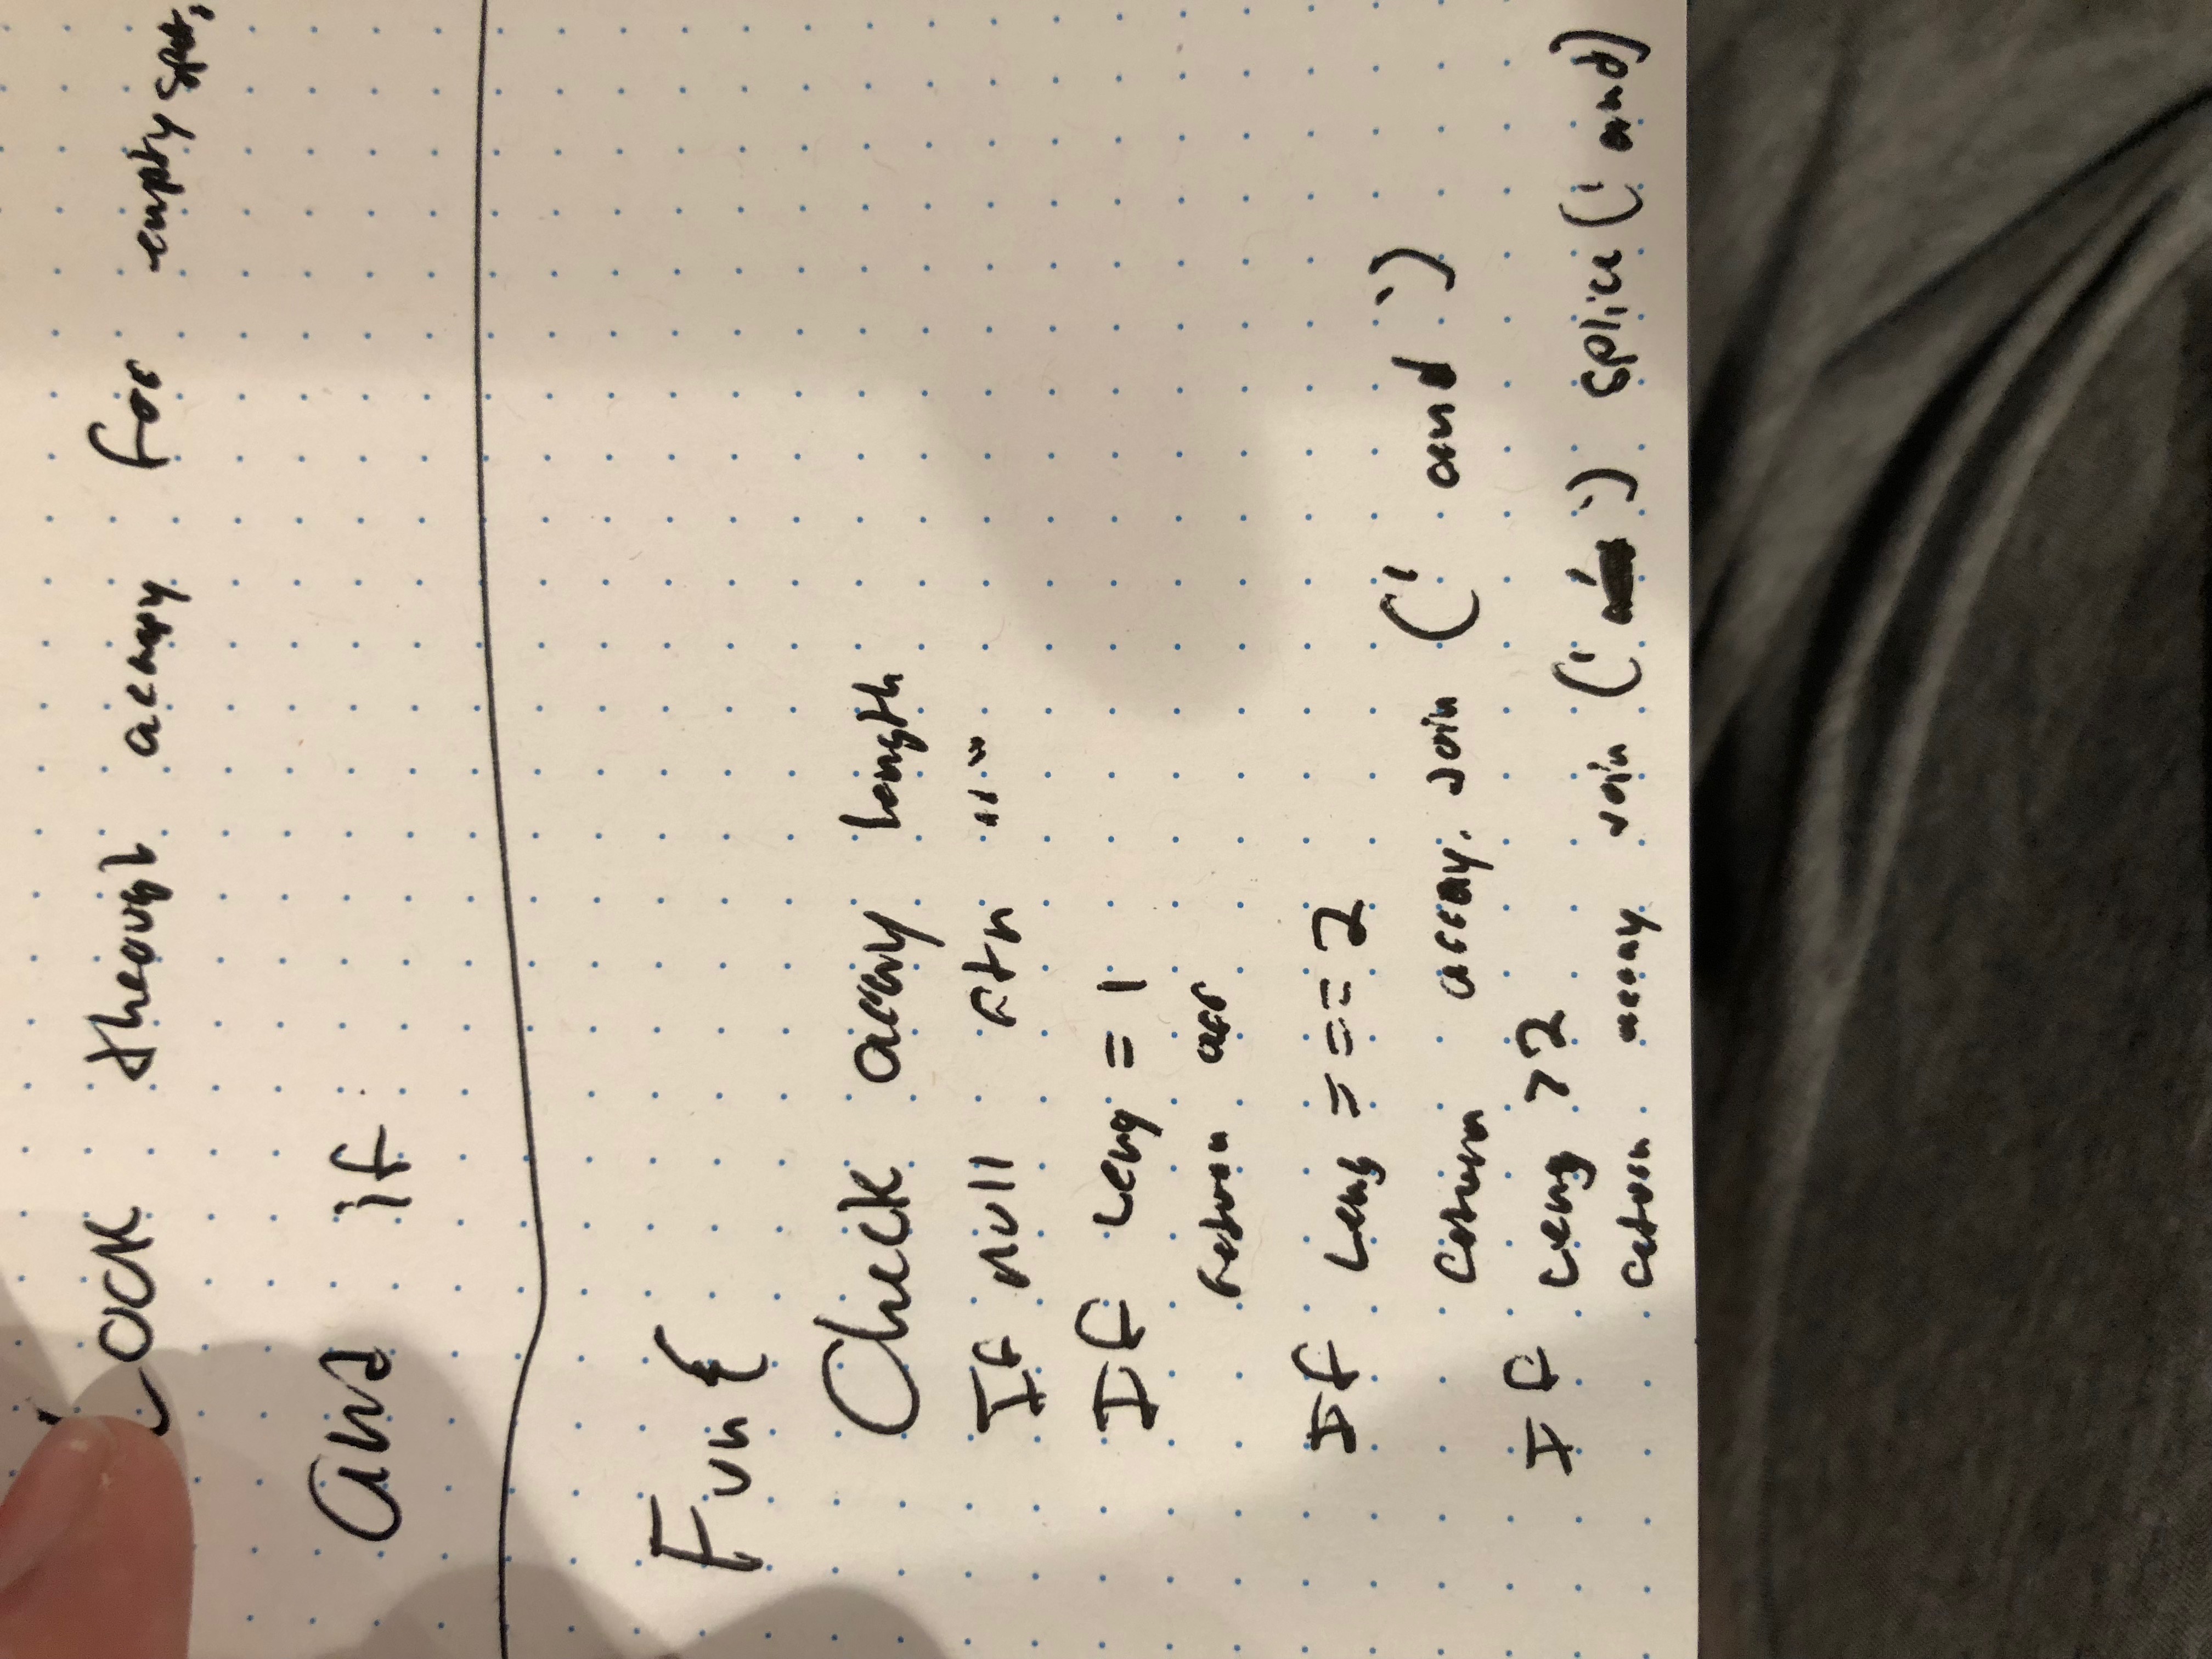 Look through array for empty spot,
and if
Fun {
Check array length
If null rtn ""
If Leng = 1
return arr
If Leng === 2
return array. Join (' and ')
If Leng >2
return array join (' , ') splice (' and)